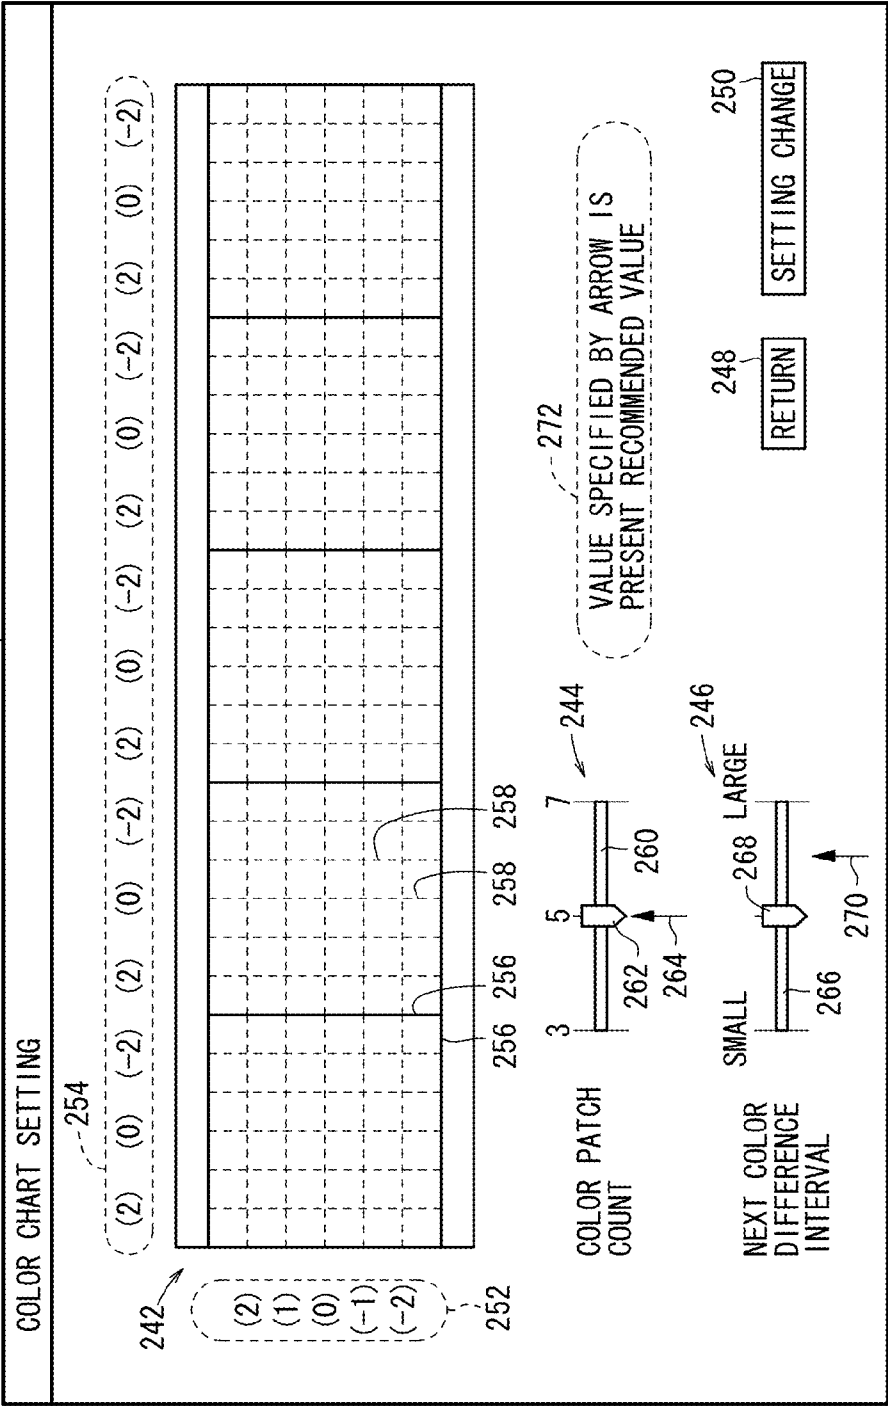 COLOR CHART SETTING
254
(2) (0) (-2) (2) (0) (-2) (2) (0) (-2) (2) (0) (-2) (2) (0) (-2)
242
(2)
(1)
(0)
(-1)
(-2)
252
256 256 258 258
COLOR PATCH
COUNT
3 5 7
244
262
264
260
272
VALUE SPECIFIED BY ARROW IS
PRESENT RECOMMENDED VALUE
NEXT COLOR
DIFFERENCE
INTERVAL
SMALL LARGE
246
268
266
270
248
RETURN
250
SETTING CHANGE